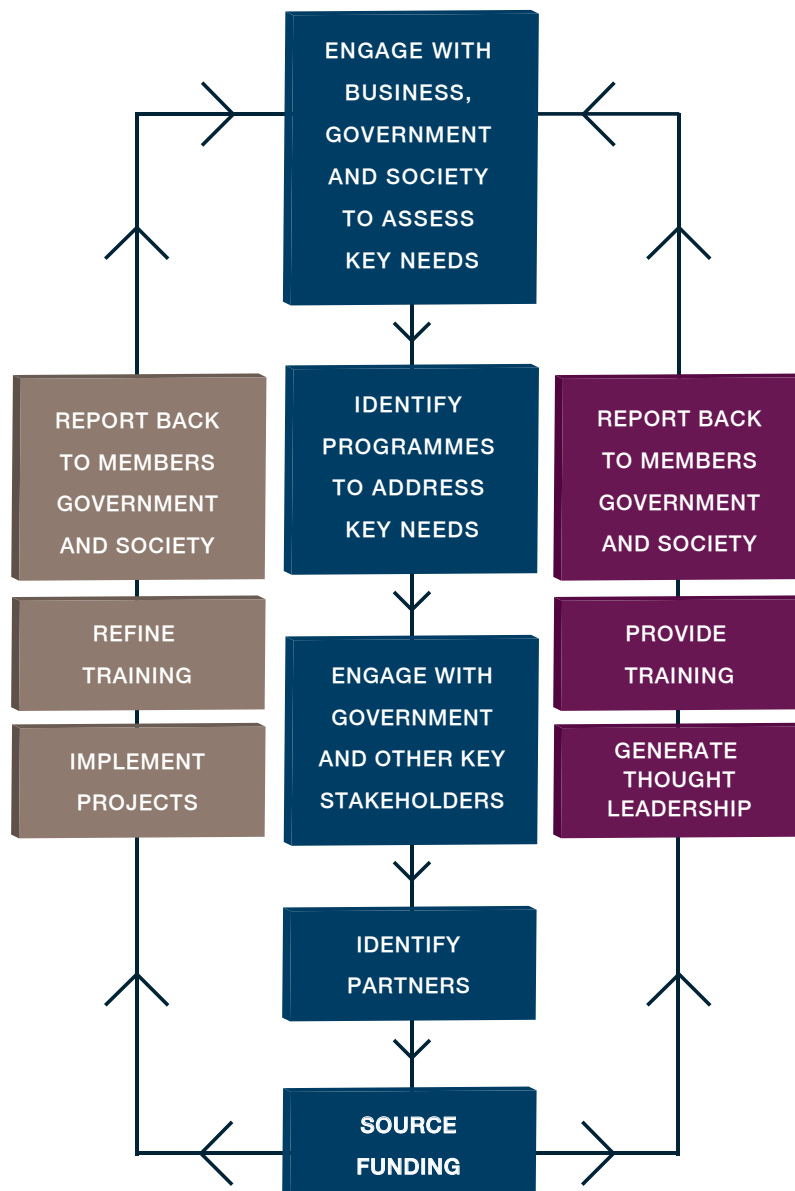 ENGAGE WITH
BUSINESS,
GOVERNMENT
AND SOCIETY
TO ASSESS
KEY NEEDS
IDENTIFY
PROGRAMMES
TO ADDRESS
KEY NEEDS
ENGAGE WITH
GOVERNMENT
AND OTHER KEY
STAKEHOLDERS
IDENTIFY
PARTNERS
SOURCE
FUNDING
REPORT BACK
TO MEMBERS
GOVERNMENT
AND SOCIETY
REFINE
TRAINING
IMPLEMENT
PROJECTS
REPORT BACK
TO MEMBERS
GOVERNMENT
AND SOCIETY
PROVIDE
TRAINING
GENERATE
THOUGHT
LEADERSHIP